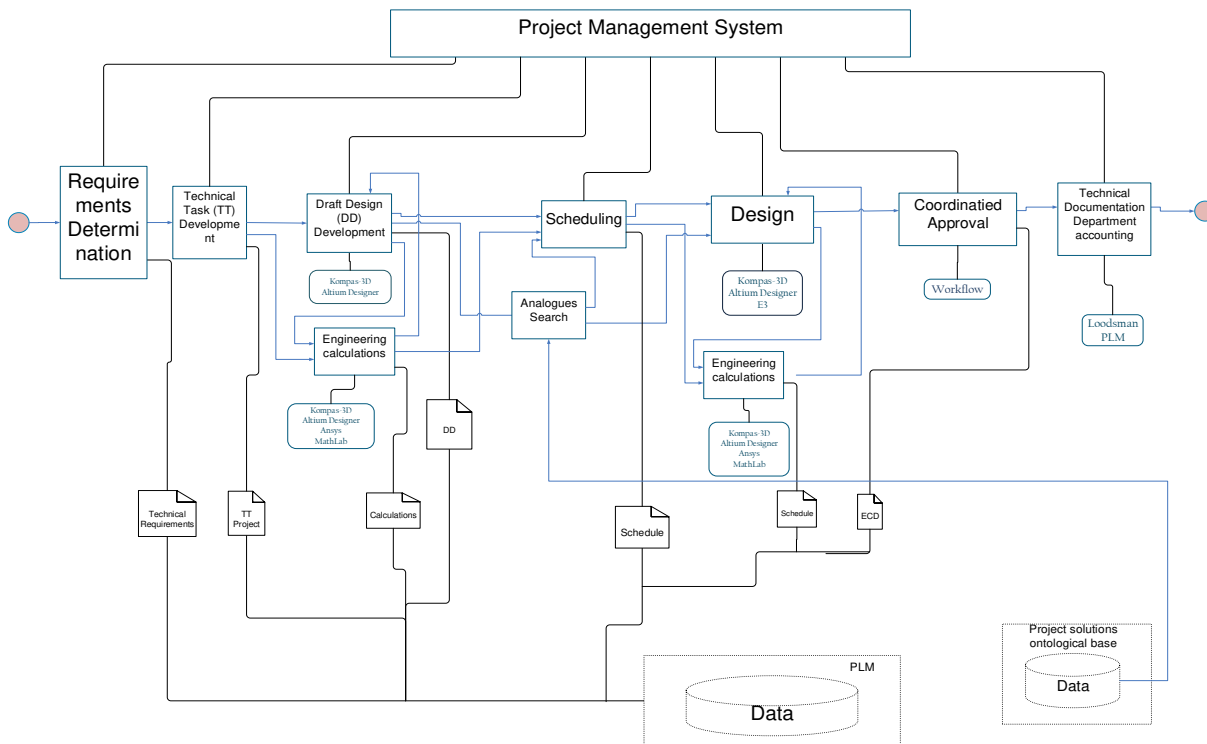 Project Management System
Require
ments
Determi
nation
Technical
Task (TT)
Developme
nt
Draft Design
(DD)
Development
Kompas-3D
Altium Designer
Engineering
calculations
Kompas-3D
Altium Designer
Ansys
MathLab
Scheduling
Analogues
Search
Design
Kompas-3D
Altium Designer
E3
Engineering
calculations
Kompas-3D
Altium Designer
Ansys
MathLab
Coordinatied
Approval
Workflow
Technical
Documentation
Department
accounting
Loodsman
PLM
DD
Technical
Requirements
TT
Project
Calculations
Schedule
Schedule
ECD
PLM
Data
Project solutions
ontological base
Data